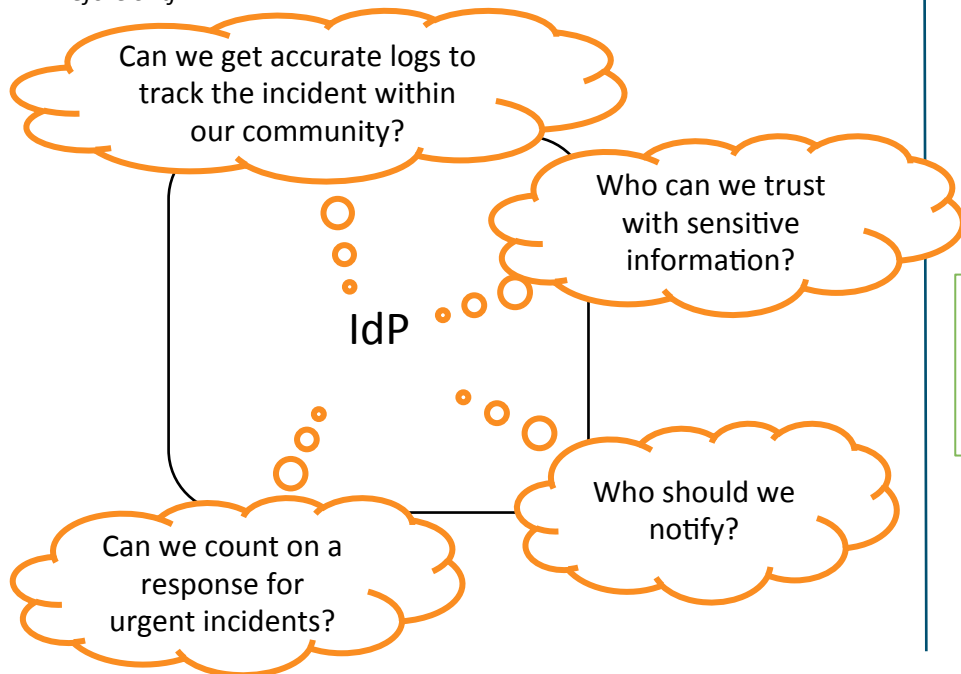 Can we get accurate logs to
track the incident within
our community?
Who can we trust
with sensitive
information?
IdP
Who should we
notify?
Can we count on a
response for
urgent incidents?